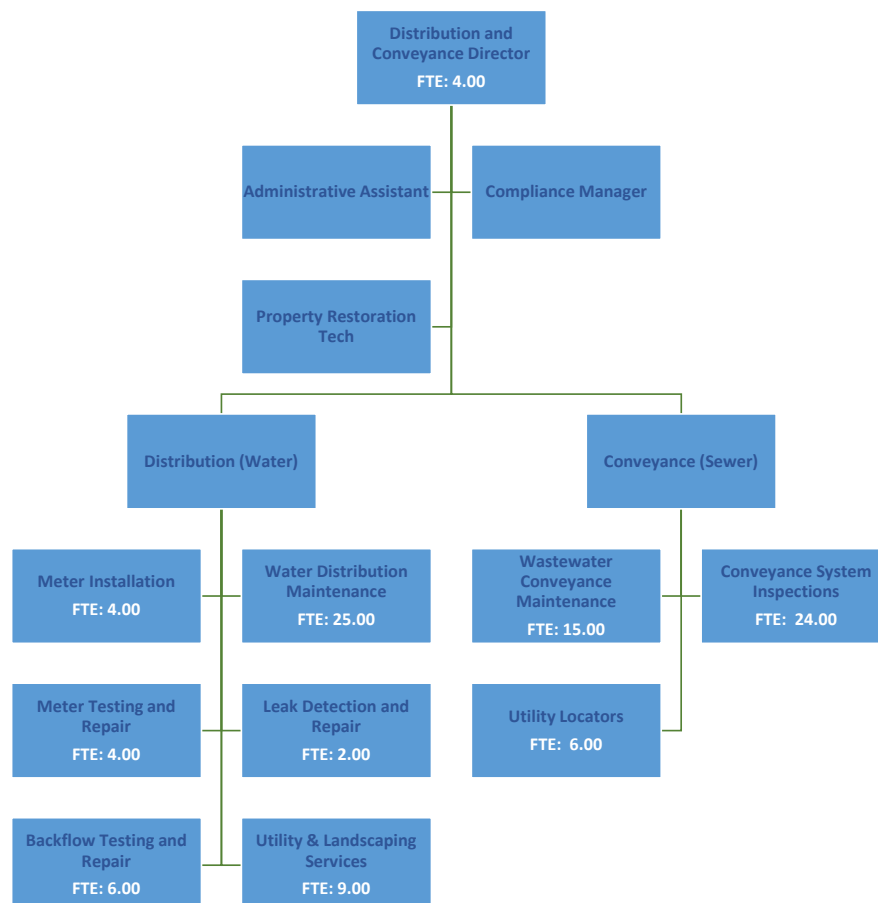 Distribution and
Conveyance Director
FTE: 4.00
Administrative Assistant
Compliance Manager
Property Restoration
Tech
Distribution (Water)
Conveyance (Sewer)
Meter Installation
FTE: 4.00
Water Distribution
Maintenance
FTE: 25.00
Wastewater
Conveyance
Maintenance
FTE: 15.00
Conveyance System
Inspections
FTE: 24.00
Meter Testing and
Repair
FTE: 4.00
Leak Detection and
Repair
FTE: 2.00
Utility Locators
FTE: 6.00
Backflow Testing and
Repair
FTE: 6.00
Utility & Landscaping
Services
FTE: 9.00